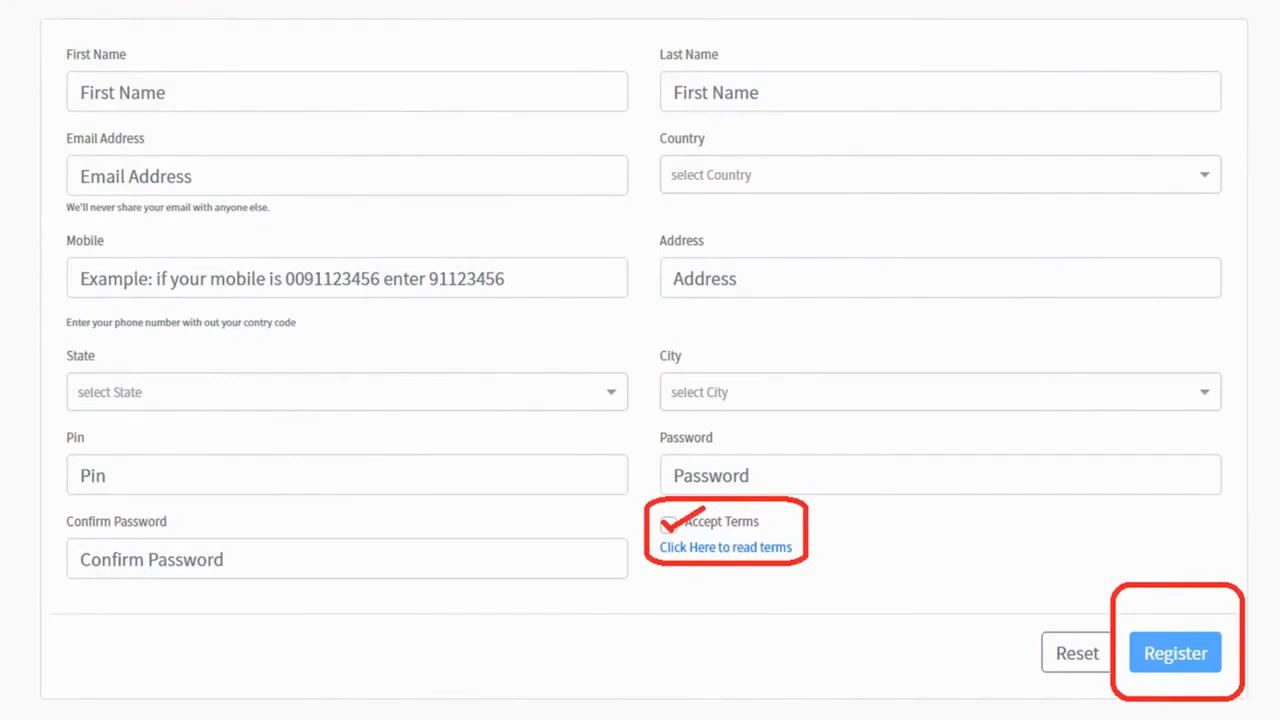 First Name
Last Name
First Name
First Name
Email Address
Country
Email Address
select Country
We'll never share your email with anyone else.
Mobile
Address
Example: if your mobile is 0091123456 enter 91123456
Address
Enter your phone number with out your contry code
State
City
select State
select City
Pin
Password
Pin
Password
Confirm Password
Accept Terms
Click Here to read terms
Confirm Password
Reset
Register